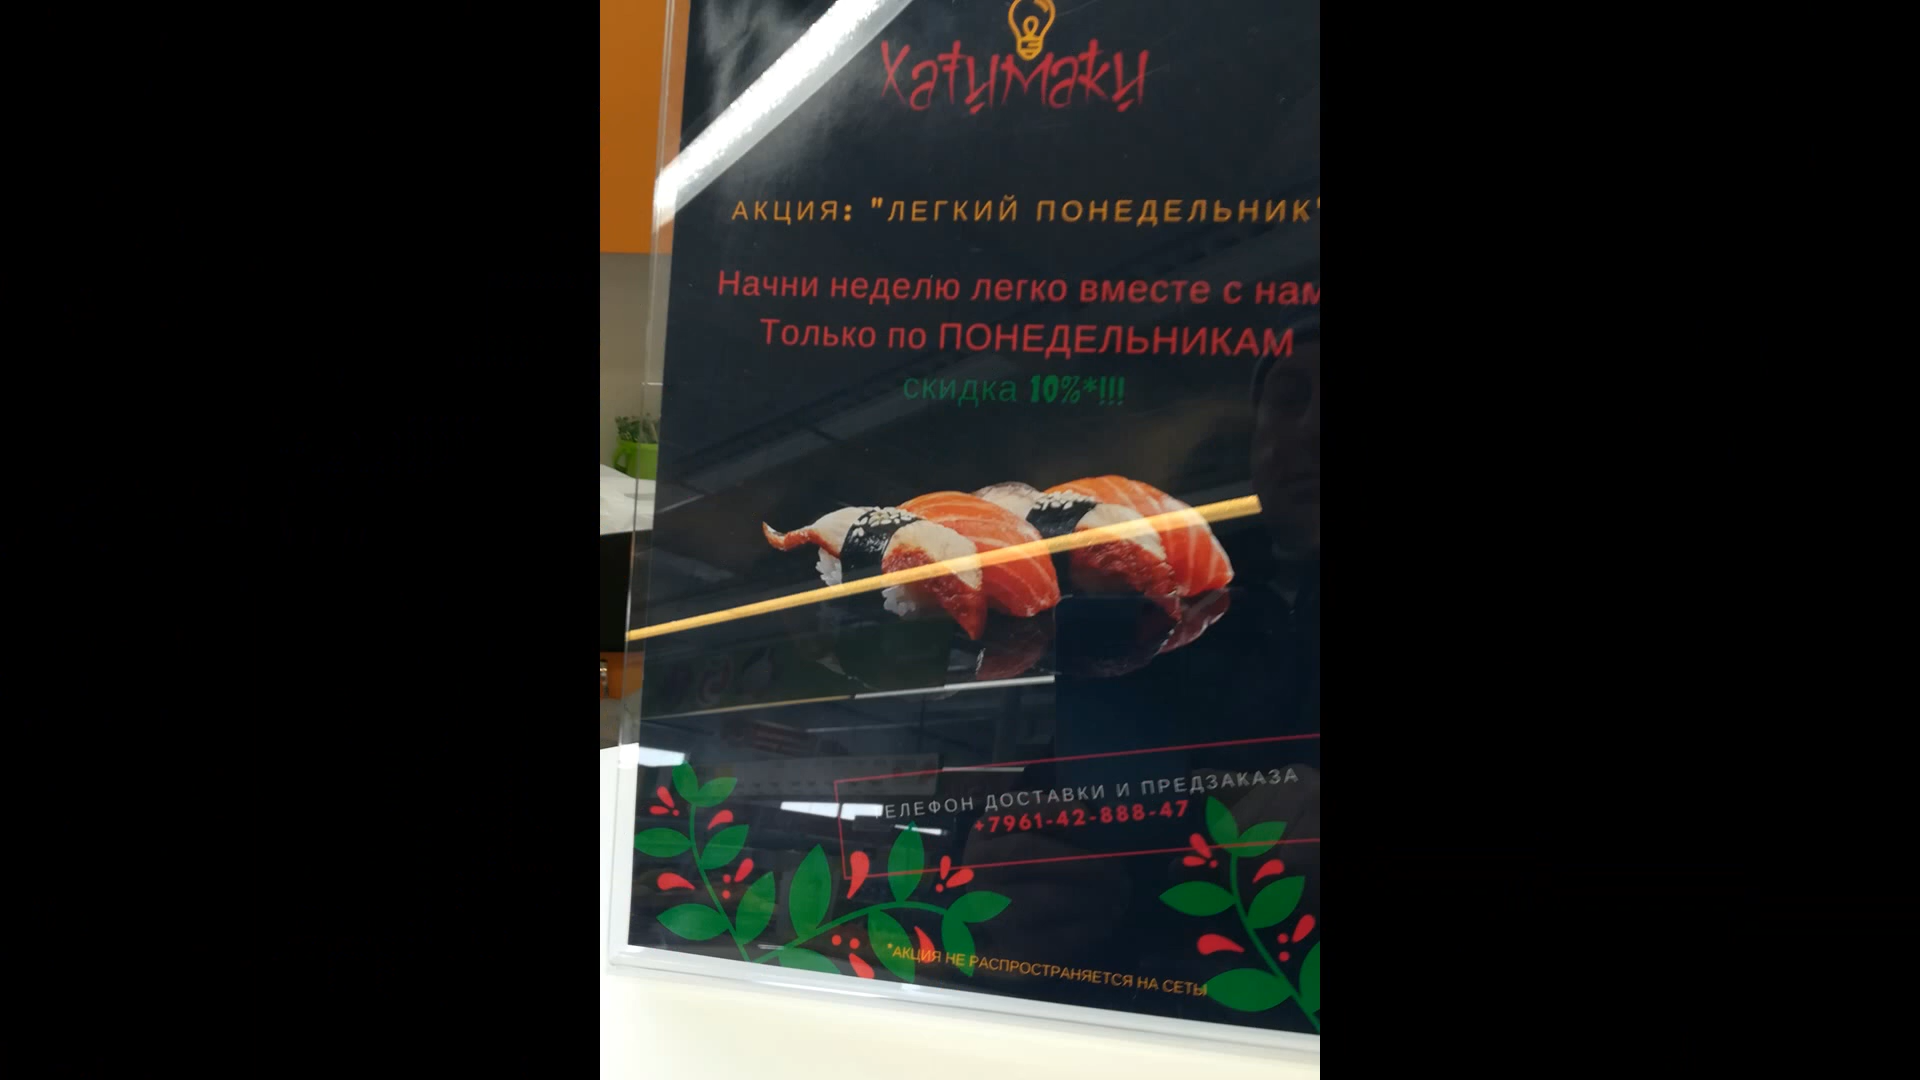 Хатимаки
АКЦИЯ: "ЛЕГКИЙ ПОНЕДЕЛЬНИК"
Начни неделю легко вместе с нам
Только по ПОНЕДЕЛЬНИКАМ
скидка 10%*!!!
ТЕЛЕФОН ДОСТАВКИ И ПРЕДЗАКАЗА
+7961-42-888-47
*АКЦИЯ НЕ РАСПРОСТРАНЯЕТСЯ НА СЕТЫ